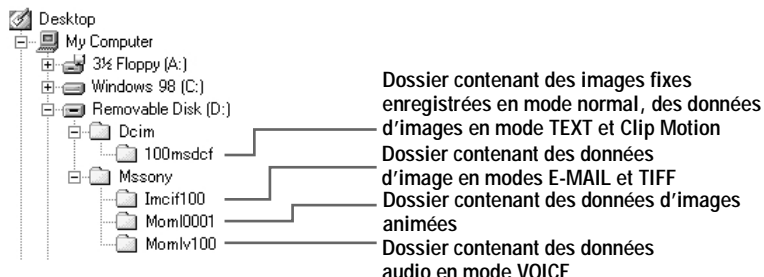 Desktop
My Computer
3½ Floppy (A:)
Windows 98 (C:)
Removable Disk (D:)
Dcim
100msdcf
Mssony
Imcif100
Moml0001
Momlv100
Dossier contenant des images fixes
enregistrées en mode normal, des données
d’images en mode TEXT et Clip Motion
Dossier contenant des données
d’image en modes E-MAIL et TIFF
Dossier contenant des données d’images
animées
Dossier contenant des données
audio en mode VOICE